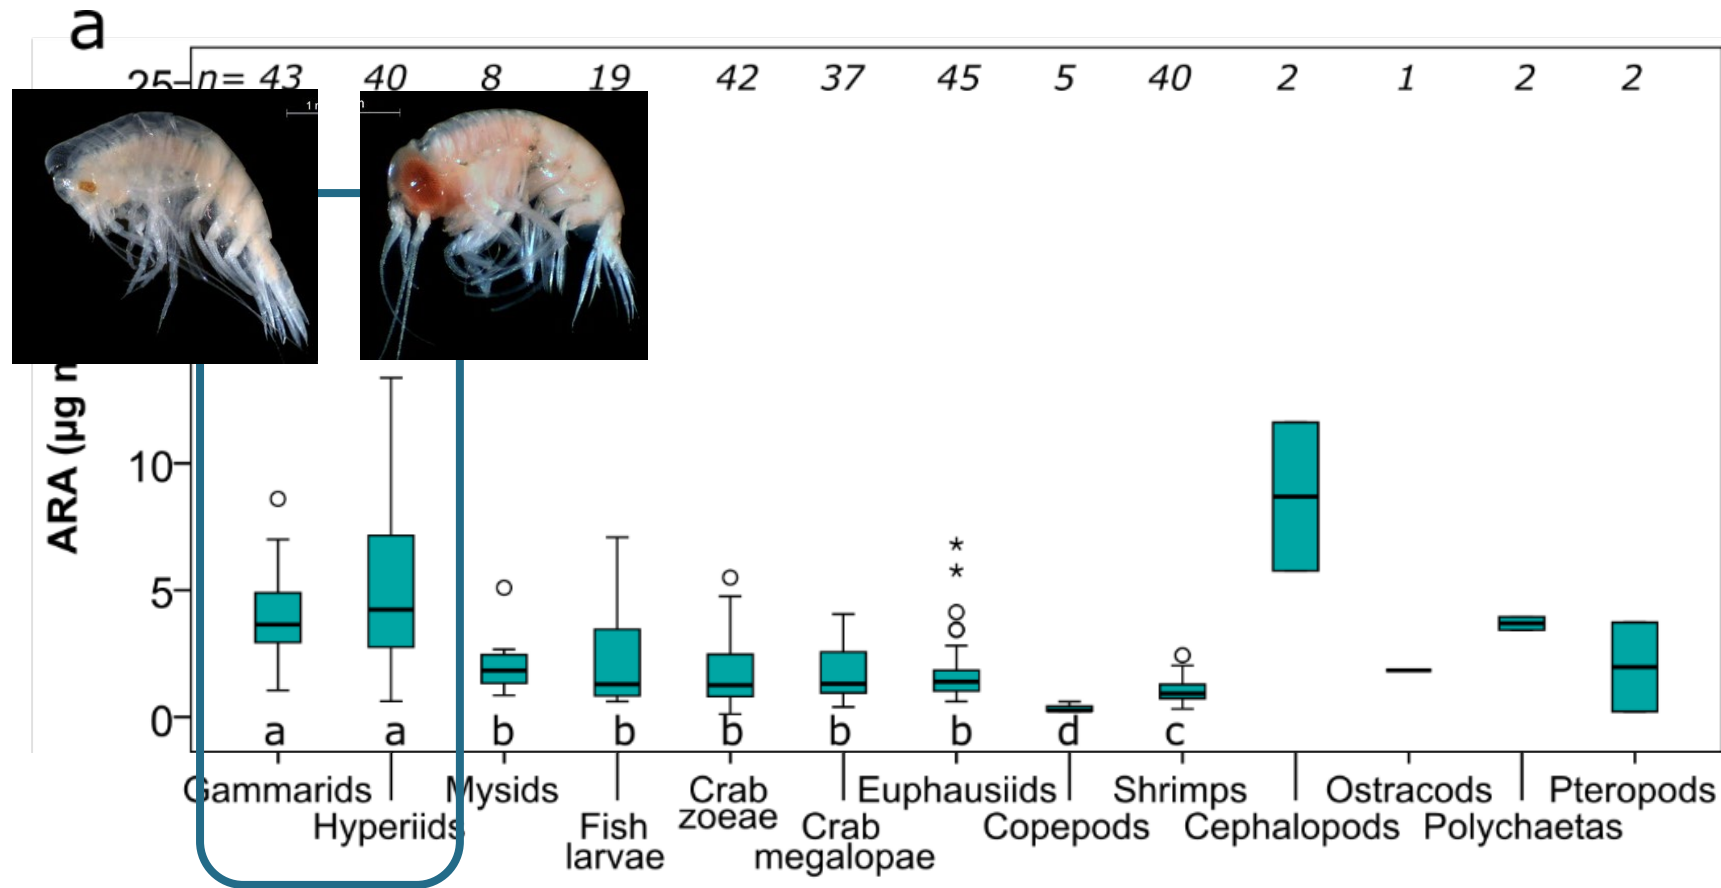 a
25
n= 43 40 8 19 42 37 45 5 40 2 1 2 2
ARA (µg
10
5
0
a a b b b b b d c
Gammarids Mysids Crab zoeae Euphausiids Shrimps Ostracods Pteropods
Hyperiids Fish larvae Crab megalopae Copepods Cephalopods Polychaetas